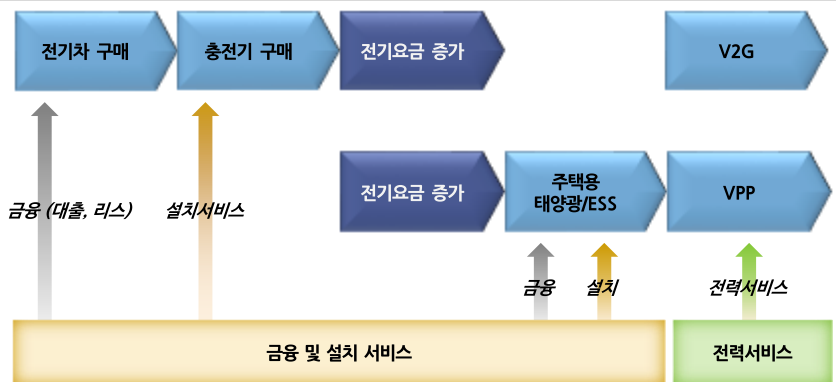 전기차 구매
충전기 구매
전기요금 증가
V2G
전기요금 증가
주택용
태양광/ESS
VPP
금융 (대출, 리스)
설치서비스
금융
설치
전력서비스
금융 및 설치 서비스
전력서비스